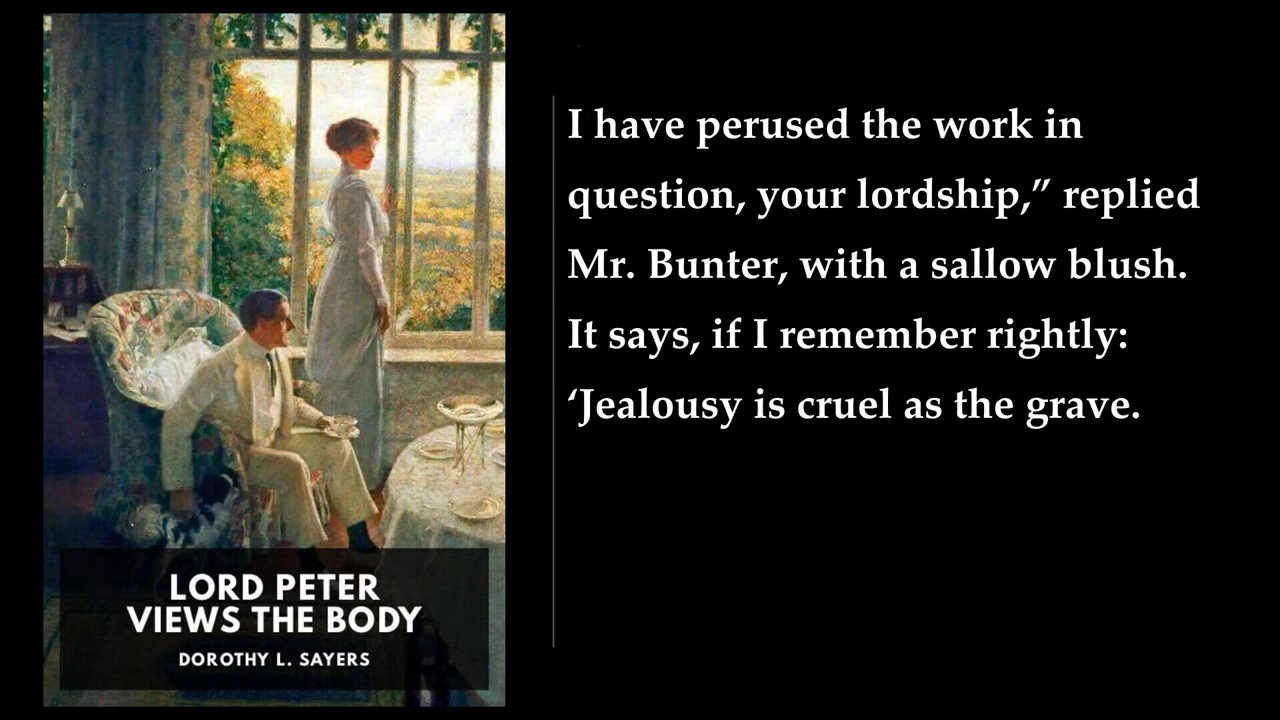 I have perused the work in
question, your lordship,” replied
Mr. Bunter, with a sallow blush.
It says, if I remember rightly:
‘Jealousy is cruel as the grave.
LORD PETER
VIEWS THE BODY
DOROTHY L. SAYERS